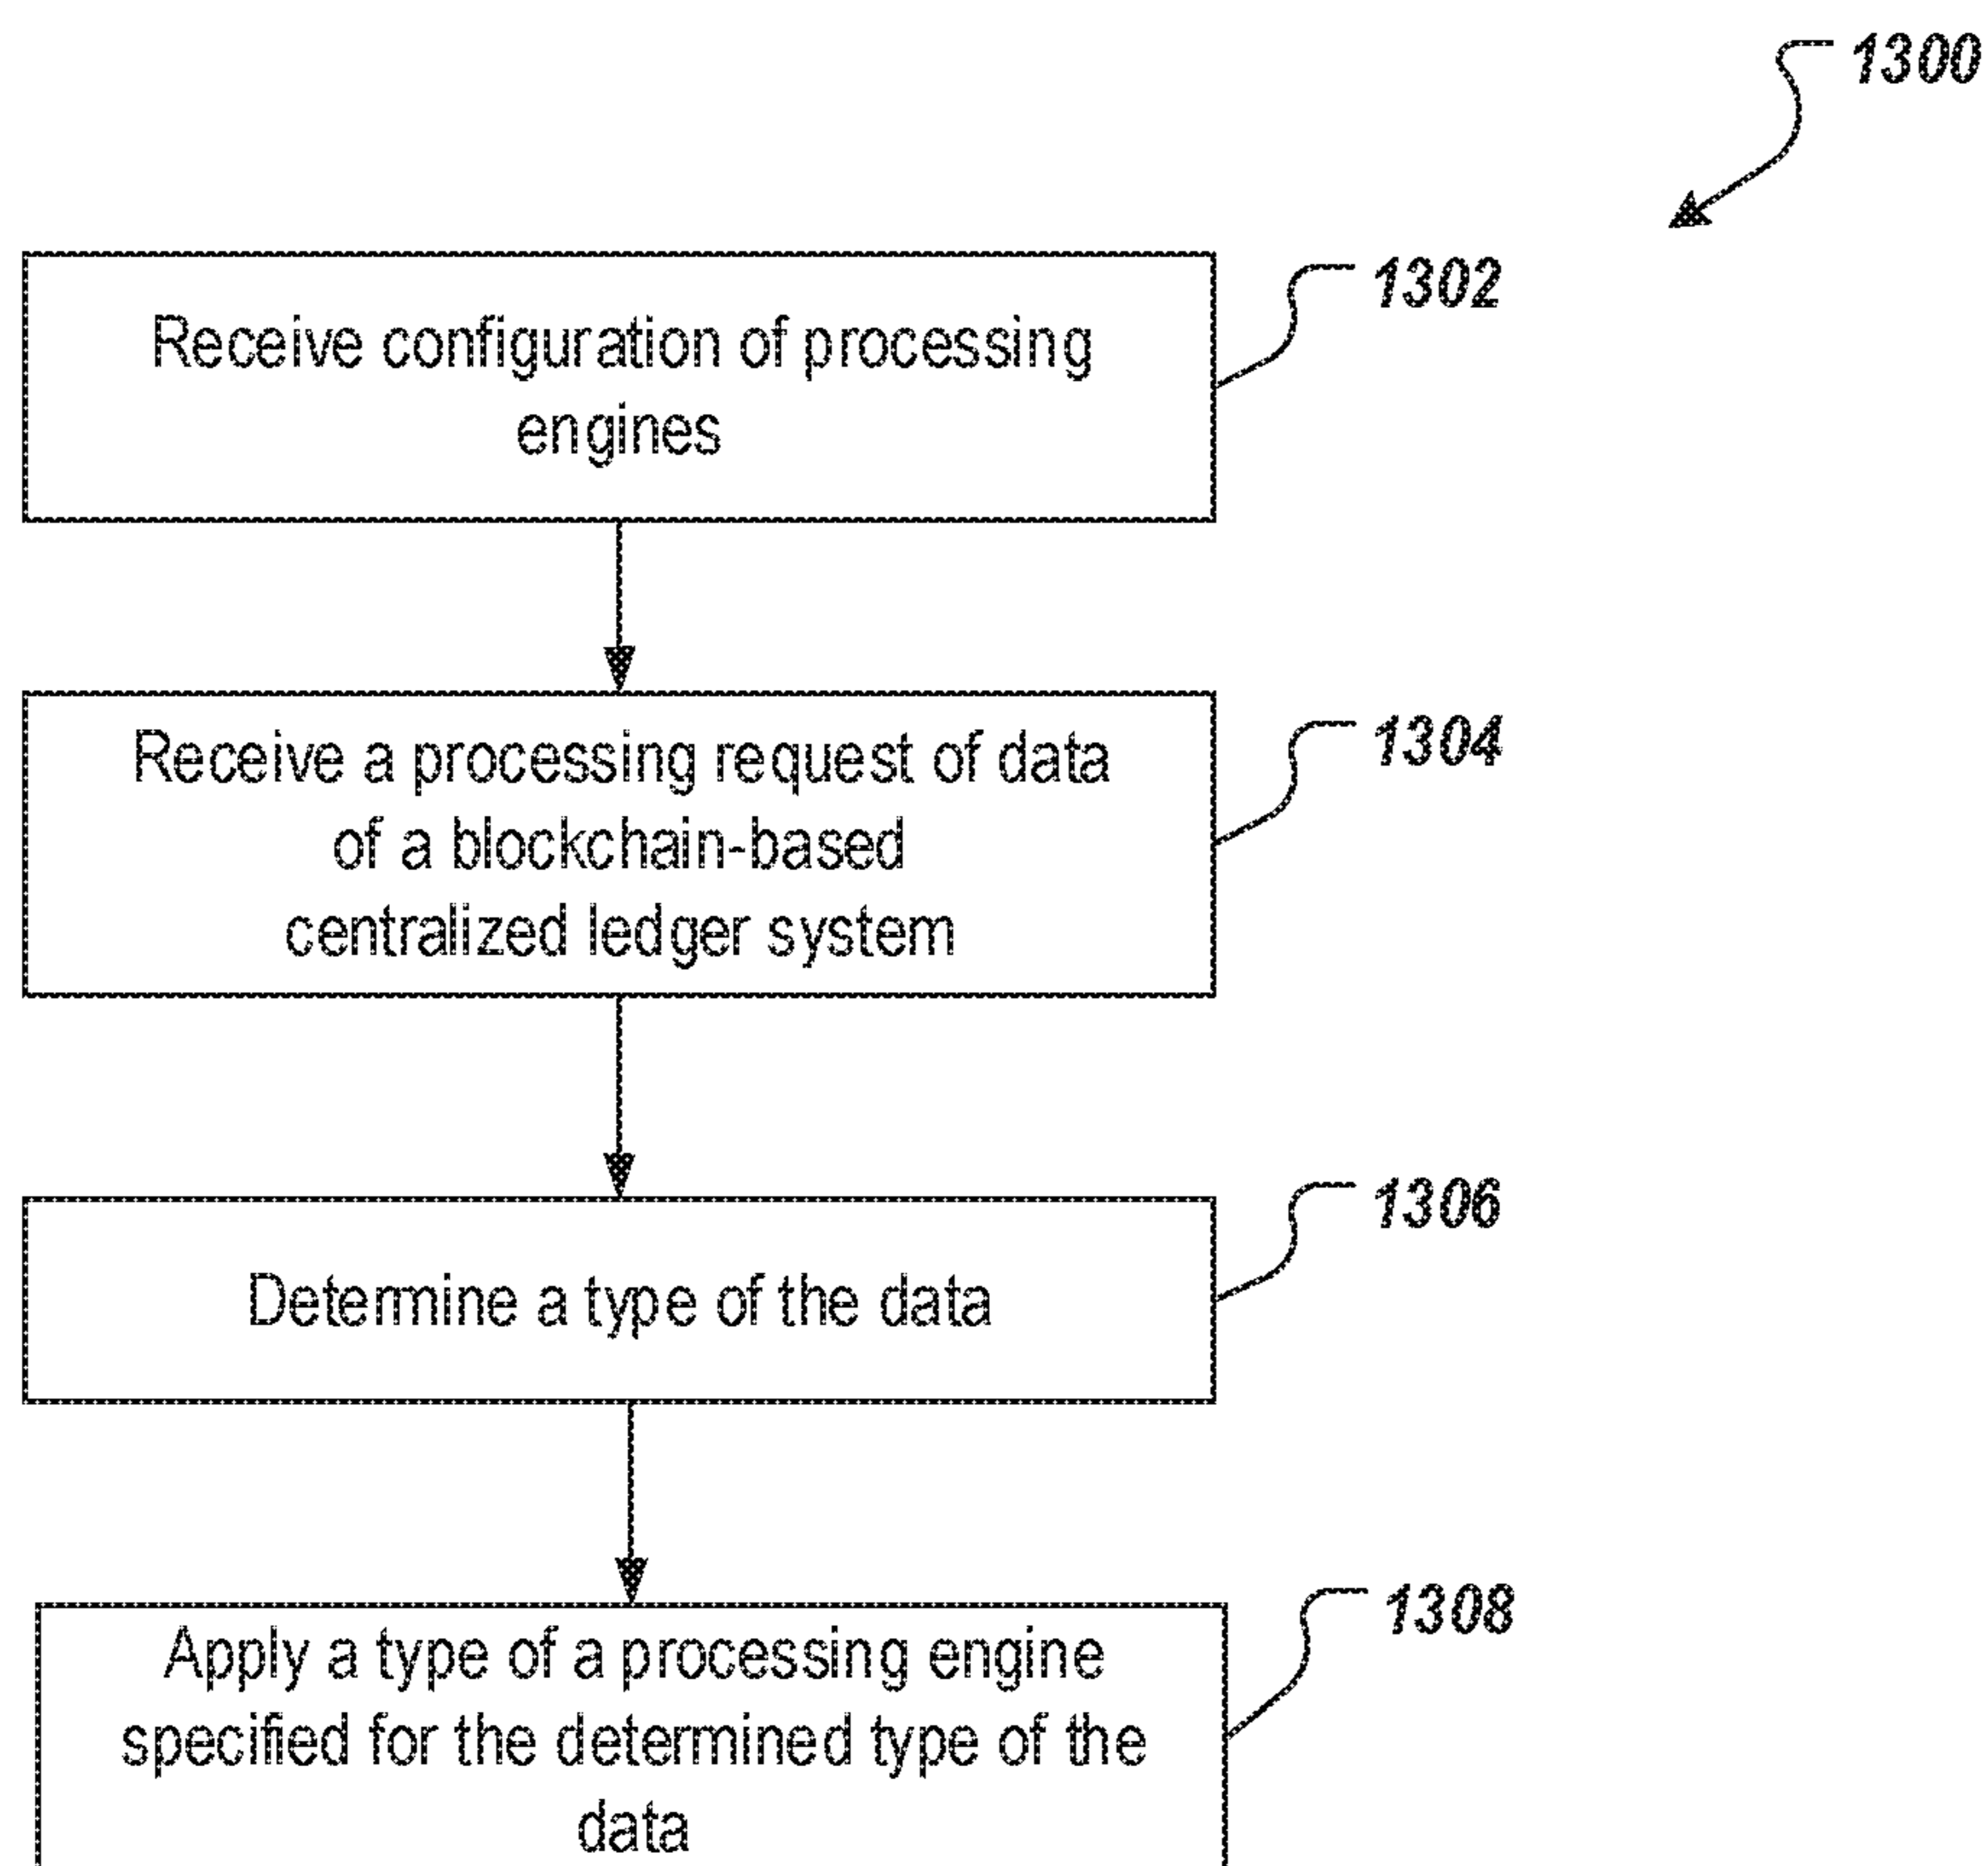 1300
Receive configuration of processing
engines
1302
Receive a processing request of data
of a blockchain-based
centralized ledger system
1304
Determine a type of the data
1306
Apply a type of a processing engine
specified for the determined type of the
data
1308